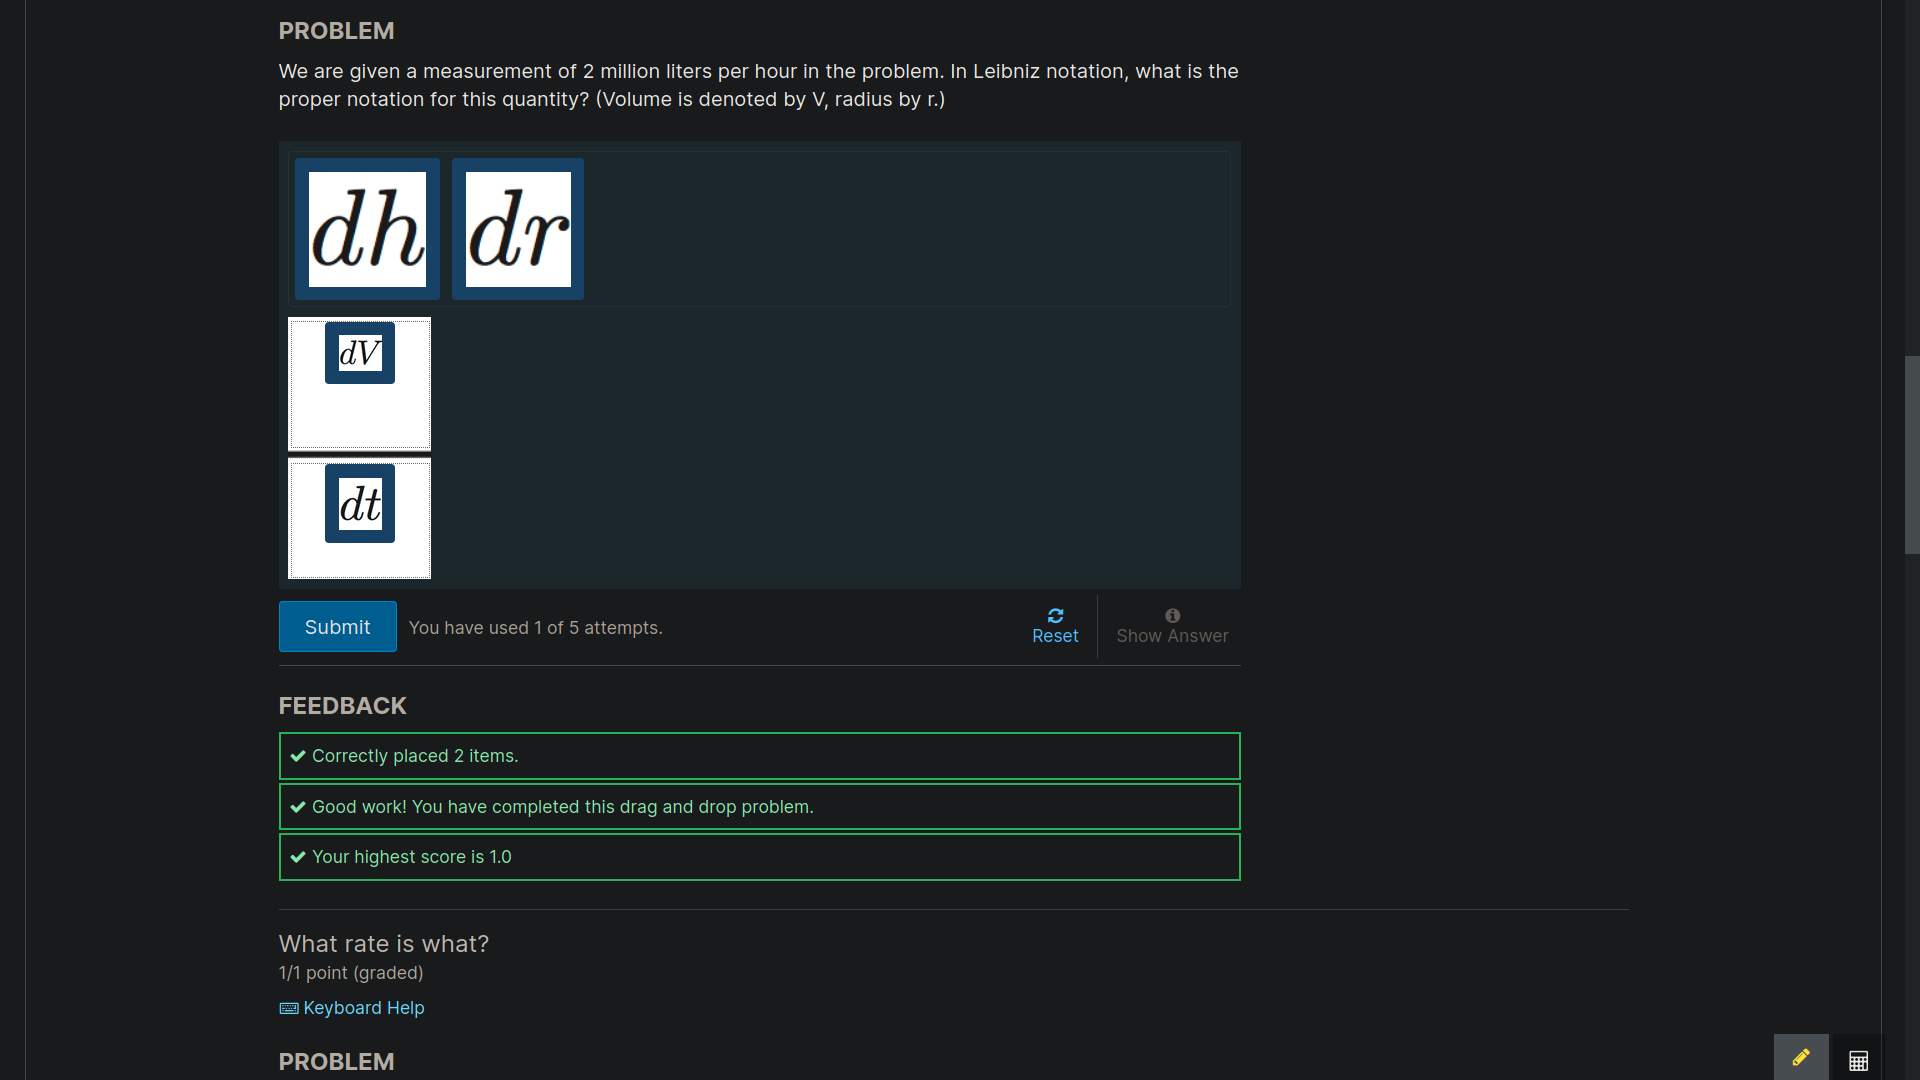 PROBLEM
We are given a measurement of 2 million liters per hour in the problem. In Leibniz notation, what is the
proper notation for this quantity? (Volume is denoted by V, radius by r.)
dh dr
dV
dt
Submit You have used 1 of 5 attempts. Reset Show Answer
FEEDBACK
Correctly placed 2 items.
Good work! You have completed this drag and drop problem.
Your highest score is 1.0
What rate is what?
1/1 point (graded)
Keyboard Help
PROBLEM